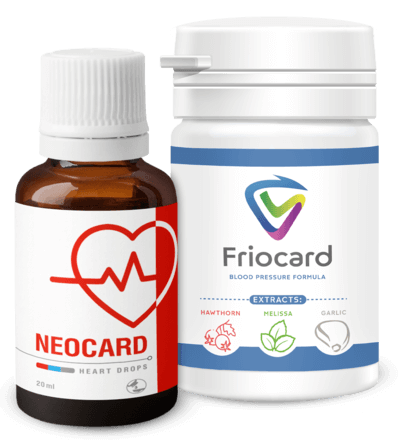 NEOCARD
HEART DROPS
20 ml
Friocard
BLOOD PRESSURE FORMULA
EXTRACTS:
HAWTHORN MELISSA GARLIC